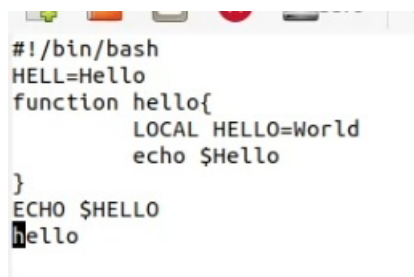 #!/bin/bash
HELL=Hello
function hello{
LOCAL HELLO=World
echo $Hello
}
ECHO $HELLO
hello